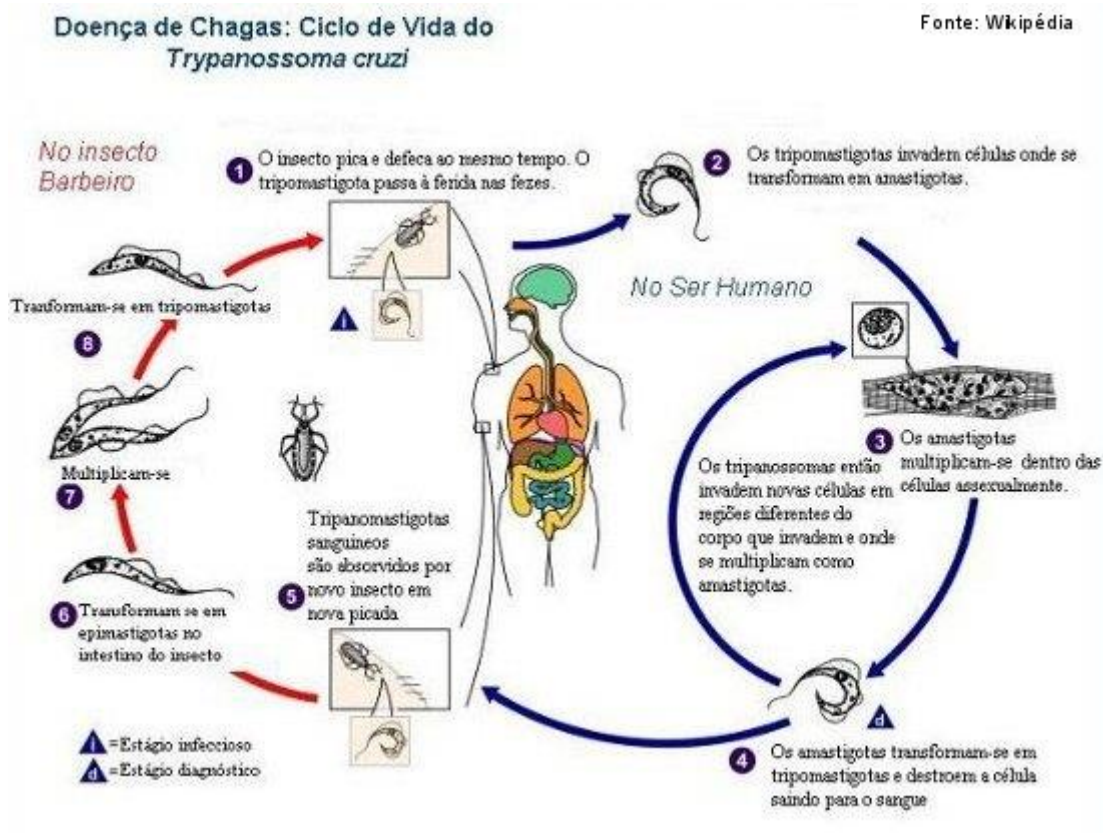 Doença de Chagas: Ciclo de Vida do
Trypanossoma cruzi
Fonte: Wikipédia
No insecto
Barbeiro
1 O insecto pica e defeca ao mesmo tempo. O
tripomastigota passa à ferida nas fezes.
2 Os tripomastigotas invadem células onde se
transformam em amastigotas.
No Ser Humano
i
3 Os amastigotas
multiplicam-se dentro das
células assexualmente.
Os tripanossomas então
invadem novas células em
regiões diferentes do
corpo que invadem e onde
se multiplicam como
amastigotas.
d
4 Os amastigotas transformam-se em
tripomastigotas e destroem a célula
saindo para o sangue
Tripanomastigotas
sanguineos
são absorvidos por
5 novo insecto em
nova picada
6 Transformam se em
epimastigotas no
intestino do insecto
Multiplicam-se
7
Tranformam-se em tripomastigotas
8
i =Estágio infeccioso
d =Estágio diagnóstico